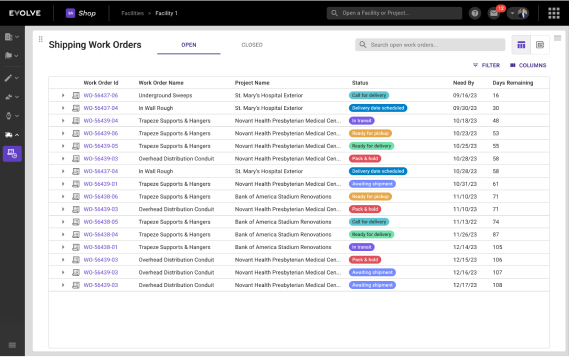 EVOLVE
SA Shop
Facilities > Facility 1
Open a Facility or Project...
12
Shipping Work Orders
OPEN
CLOSED
Search open work orders...
FILTER
COLUMNS
Work Order Id Work Order Name Project Name Status Need By Days Remaining
WO-56437-06 Underground Sweeps St. Mary's Hospital Exterior Call for delivery 09/16/23 16
WO-56437-04 In Wall Rough St. Mary's Hospital Exterior Delivery date scheduled 09/30/23 30
WO-56439-04 Trapeze Supports & Hangers Novant Health Presbyterian Medical Cen... In transit 10/18/23 48
WO-56439-06 Trapeze Supports & Hangers Novant Health Presbyterian Medical Cen... Ready for pickup 10/23/23 53
WO-56439-05 Trapeze Supports & Hangers Novant Health Presbyterian Medical Cen... Ready for delivery 10/25/23 55
WO-56439-03 Overhead Distribution Conduit Novant Health Presbyterian Medical Cen... Pack & hold 10/28/23 58
WO-56437-04 In Wall Rough St. Mary's Hospital Exterior Delivery date scheduled 10/28/23 58
WO-56439-01 Trapeze Supports & Hangers Novant Health Presbyterian Medical Cen... Awaiting shipment 10/31/23 61
WO-56438-06 Trapeze Supports & Hangers Bank of America Stadium Renovations Ready for pickup 11/10/23 71
WO-56439-03 Overhead Distribution Conduit Novant Health Presbyterian Medical Cen... Pack & hold 11/10/23 71
WO-56438-05 Trapeze Supports & Hangers Bank of America Stadium Renovations Call for delivery 11/13/22 74
WO-56438-04 Trapeze Supports & Hangers Bank of America Stadium Renovations Ready for delivery 11/26/23 87
WO-56438-01 Trapeze Supports & Hangers Bank of America Stadium Renovations In transit 12/14/23 105
WO-56439-03 Overhead Distribution Conduit Novant Health Presbyterian Medical Cen... Pack & hold 12/15/23 106
WO-56439-03 Overhead Distribution Conduit Novant Health Presbyterian Medical Cen... Awaiting shipment 12/16/23 107
WO-56439-03 Overhead Distribution Conduit Novant Health Presbyterian Medical Cen... Awaiting shipment 12/17/23 108